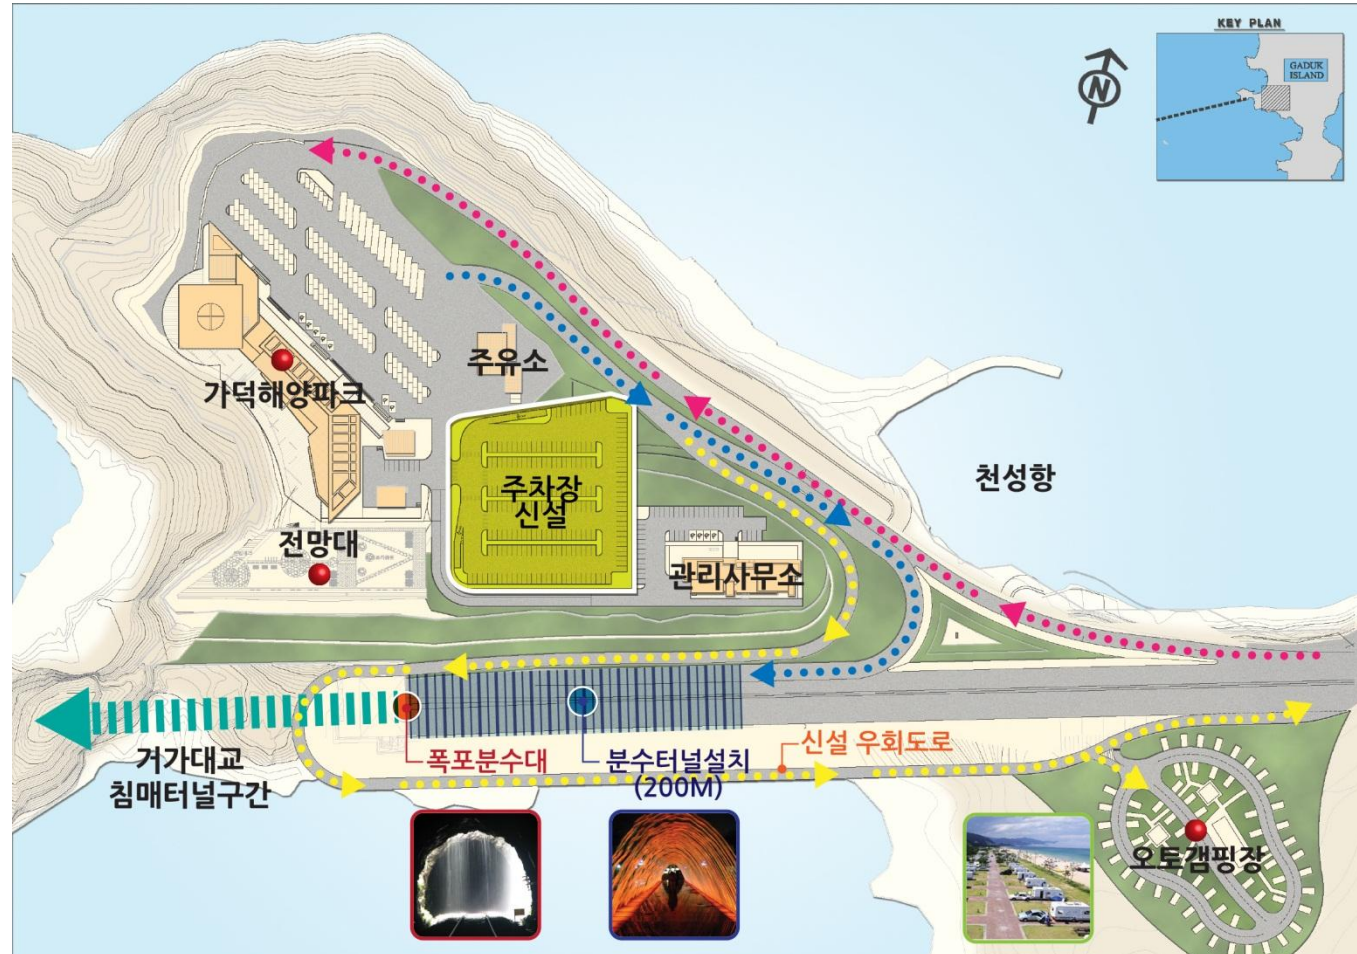 KEY PLAN
GADUK
ISLAND
N
주유소
가덕해양파크
천성항
주차장
신설
전망대
관리사무소
거가대교
침매터널구간
폭포분수대
분수터널설치
(200M)
신설 우회도로
오토캠핑장